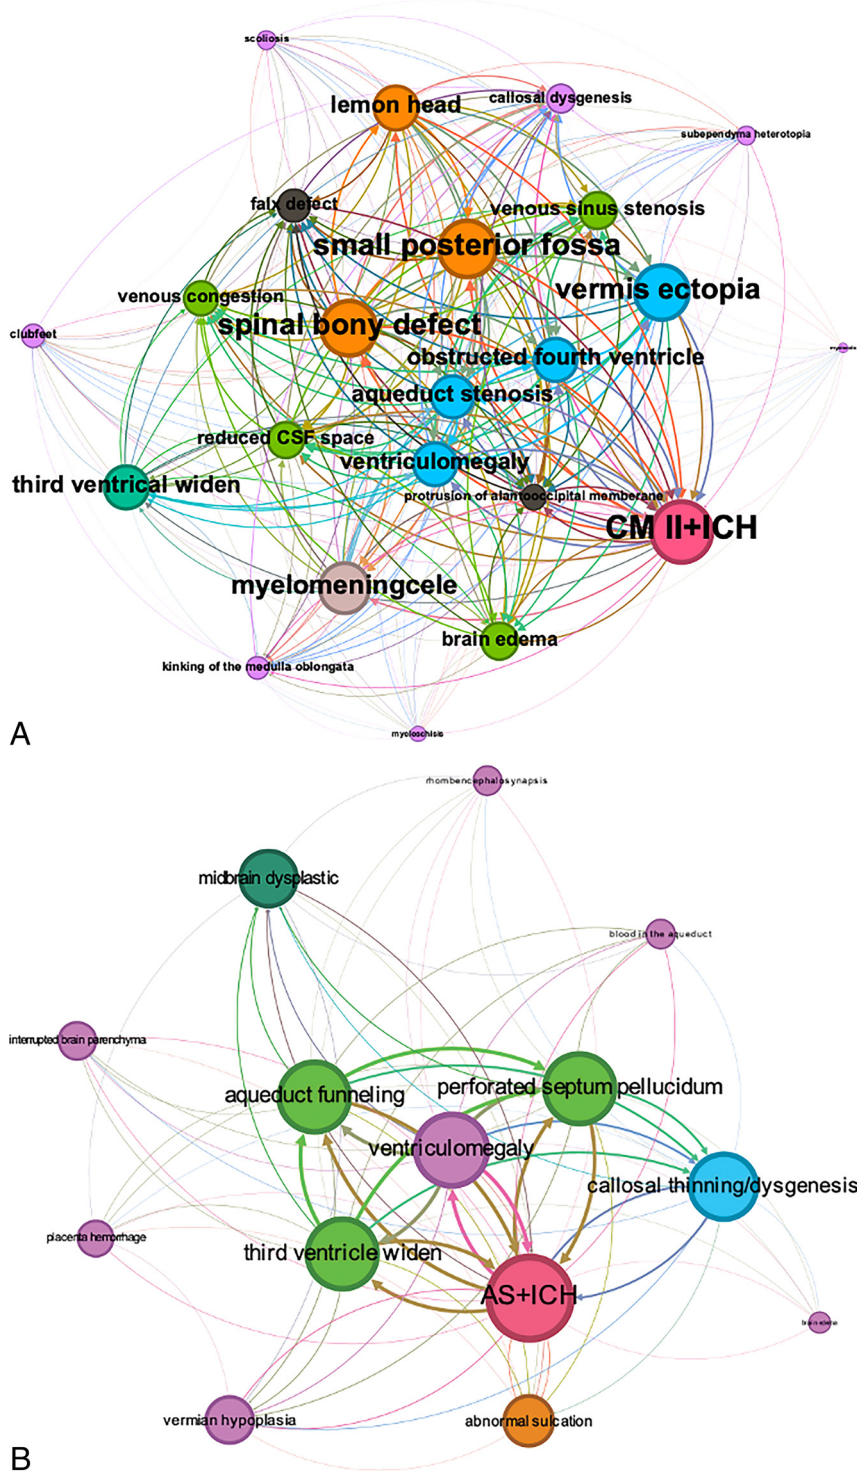 scoliosis
lemon head
callosal dysgenesis
subependyma heterotopia
falx defect
venous sinus stenosis
small posterior fossa
vermis ectopia
venous congestion
spinal bony defect
clubfeet
obstructed fourth ventricle
aqueduct stenosis
reduced CSF space
ventriculomegaly
third ventrical widen
protrusion of alantooccipital memberane
CM II+ICH
myelomeningcele
brain edema
kinking of the medulla oblongata
myeloschisis
A
rhombencephalosynapsis
midbrain dysplastic
blood in the aqueduct
interrupted brain parenchyma
aqueduct funneling
perforated septum pellucidum
ventriculomegaly
callosal thinning/dysgenesis
placenta hemorrhage
third ventricle widen
AS+ICH
brain edema
vermian hypoplasia
abnormal sulcation
B